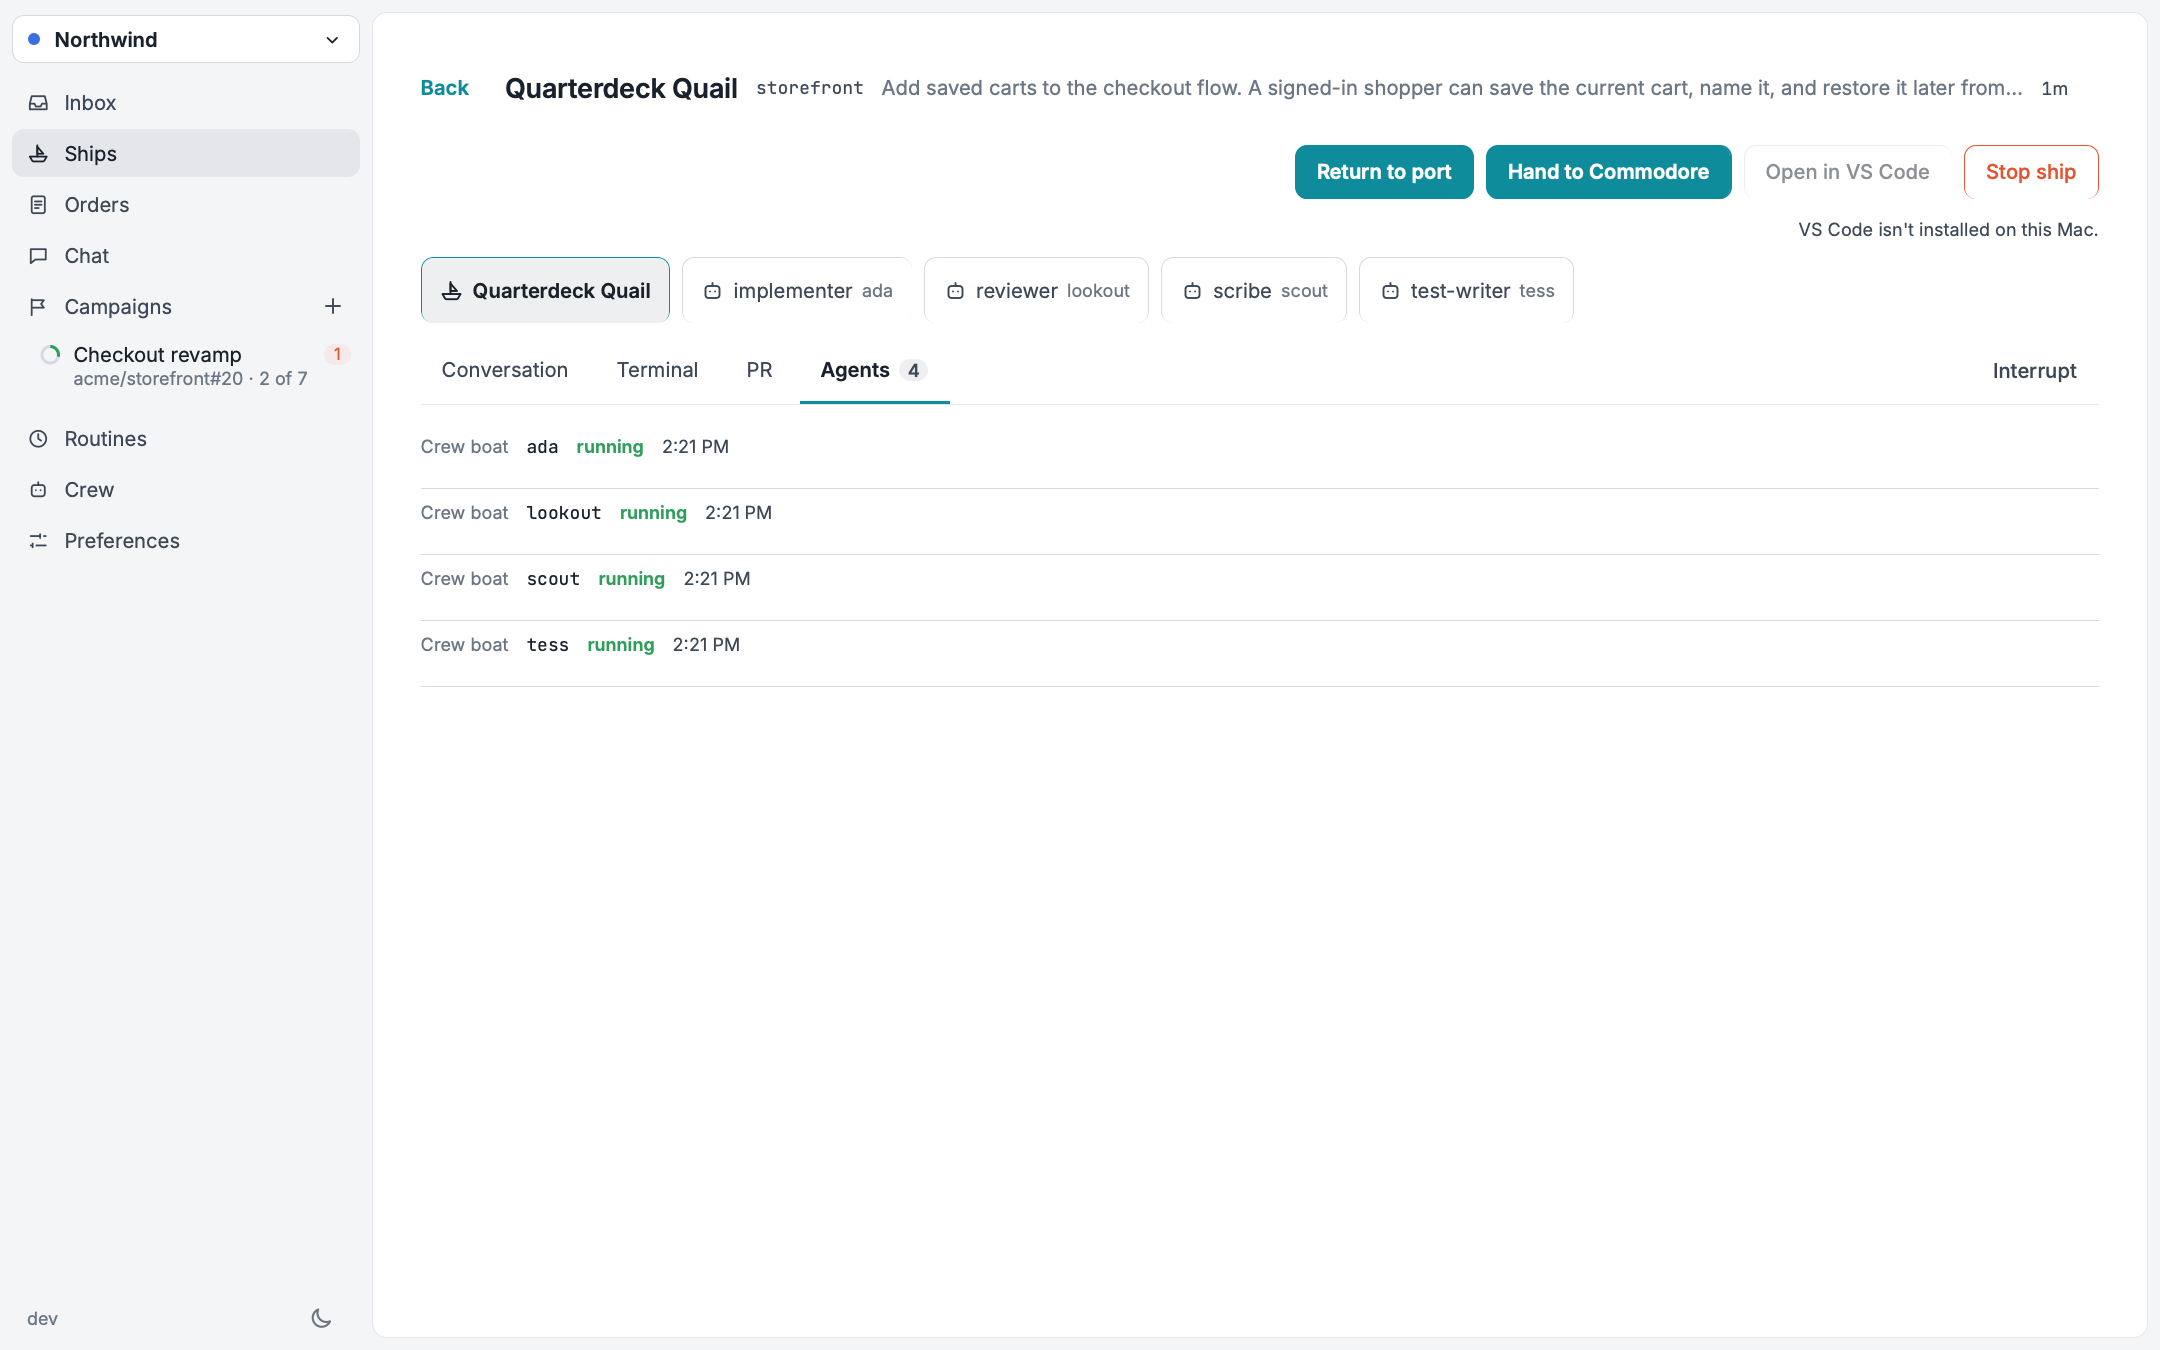 Northwind
Inbox
Ships
Orders
Chat
Campaigns
Checkout revamp 1
acme/storefront#20 · 2 of 7
Routines
Crew
Preferences
dev
Back Quarterdeck Quail storefront Add saved carts to the checkout flow. A signed-in shopper can save the current cart, name it, and restore it later from... 1m
Return to port Hand to Commodore Open in VS Code Stop ship
VS Code isn't installed on this Mac.
Quarterdeck Quail implementer ada reviewer lookout scribe scout test-writer tess
Conversation Terminal PR Agents 4 Interrupt
Crew boat ada running 2:21 PM
Crew boat lookout running 2:21 PM
Crew boat scout running 2:21 PM
Crew boat tess running 2:21 PM